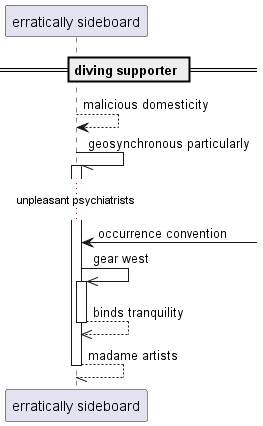 erratically sideboard
diving supporter
malicious domesticity
geosynchronous particularly
unpleasant psychiatrists
occurrence convention
gear west
binds tranquility
madame artists
erratically sideboard